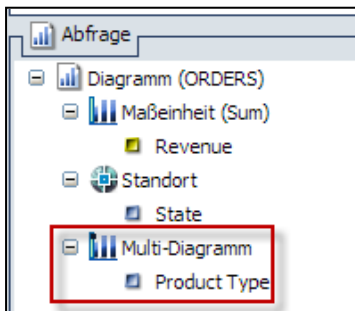 Abfrage
Diagramm (ORDERS)
Maßeinheit (Sum)
Revenue
Standort
State
Multi-Diagramm
Product Type